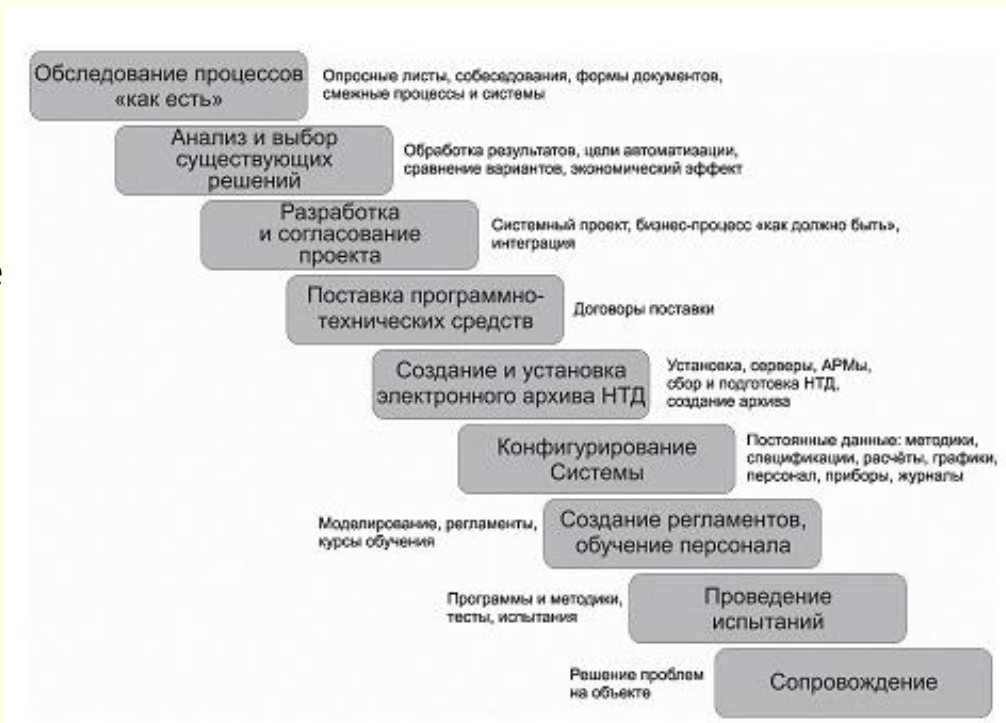 Обследование процессов
«как есть»
Опросные листы, собеседования, формы документов,
смежные процессы и системы
Анализ и выбор
существующих
решений
Обработка результатов, цели автоматизации,
сравнение вариантов, экономический эффект
Разработка
и согласование
проекта
Системный проект, бизнес-процесс «как должно быть»,
интеграция
Поставка программно-
технических средств
Договоры поставки
Создание и установка
электронного архива НТД
Установка, серверы, АРМы,
сбор и подготовка НТД,
создание архива
Конфигурирование
Системы
Постоянные данные: методики,
спецификации, расчёты, графики,
персонал, приборы, журналы
Моделирование, регламенты,
курсы обучения
Создание регламентов,
обучение персонала
Программы и методики,
тесты, испытания
Проведение
испытаний
Решение проблем
на объекте
Сопровождение